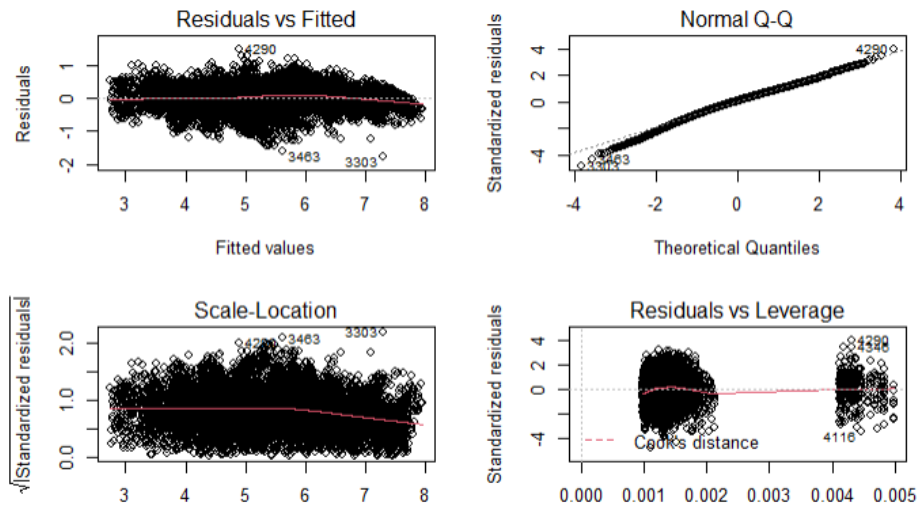 Residuals vs Fitted
Residuals
1
0
-1
-2
4290
3463
3303
3 4 5 6 7 8
Fitted values
Normal Q-Q
Standardized residuals
4
2
0
-4
4290
3463
3303
-4 -2 0 2 4
Theoretical Quantiles
Scale-Location
√|Standardized residuals|
2.0
1.0
0.0
3463
3303
3 4 5 6 7 8
Residuals vs Leverage
Standardized residuals
4
2
0
-4
4290
4346
4116
Cook's distance
0.000 0.001 0.002 0.003 0.004 0.005